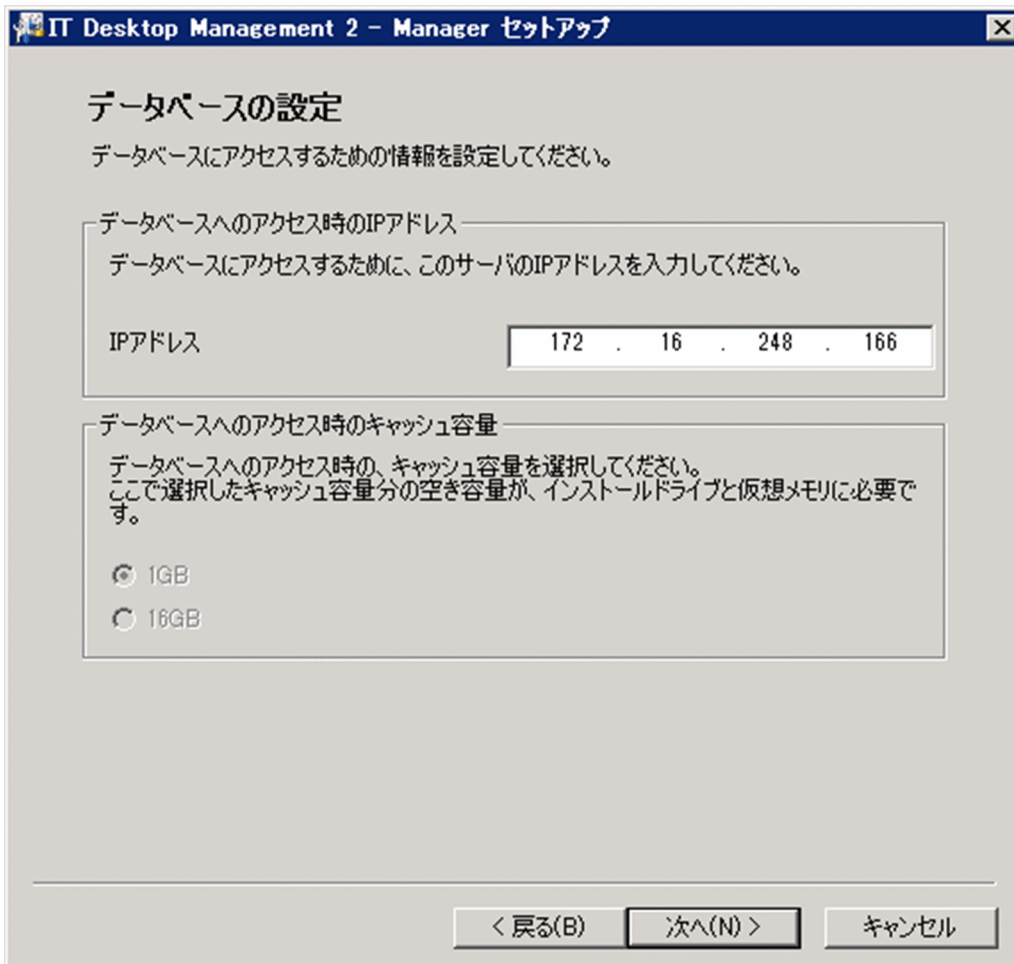 IT Desktop Management 2 - Manager セットアップ
データベースの設定
データベースにアクセスするための情報を設定してください。
データベースへのアクセス時のIPアドレス
データベースにアクセスするために、このサーバのIPアドレスを入力してください。
IPアドレス 172 . 16 . 248 . 166
データベースへのアクセス時のキャッシュ容量
データベースへのアクセス時の、キャッシュ容量を選択してください。
ここで選択したキャッシュ容量分の空き容量が、インストールドライブと仮想メモリに必要で
す。
1GB
16GB
< 戻る(B) 次へ(N) > キャンセル